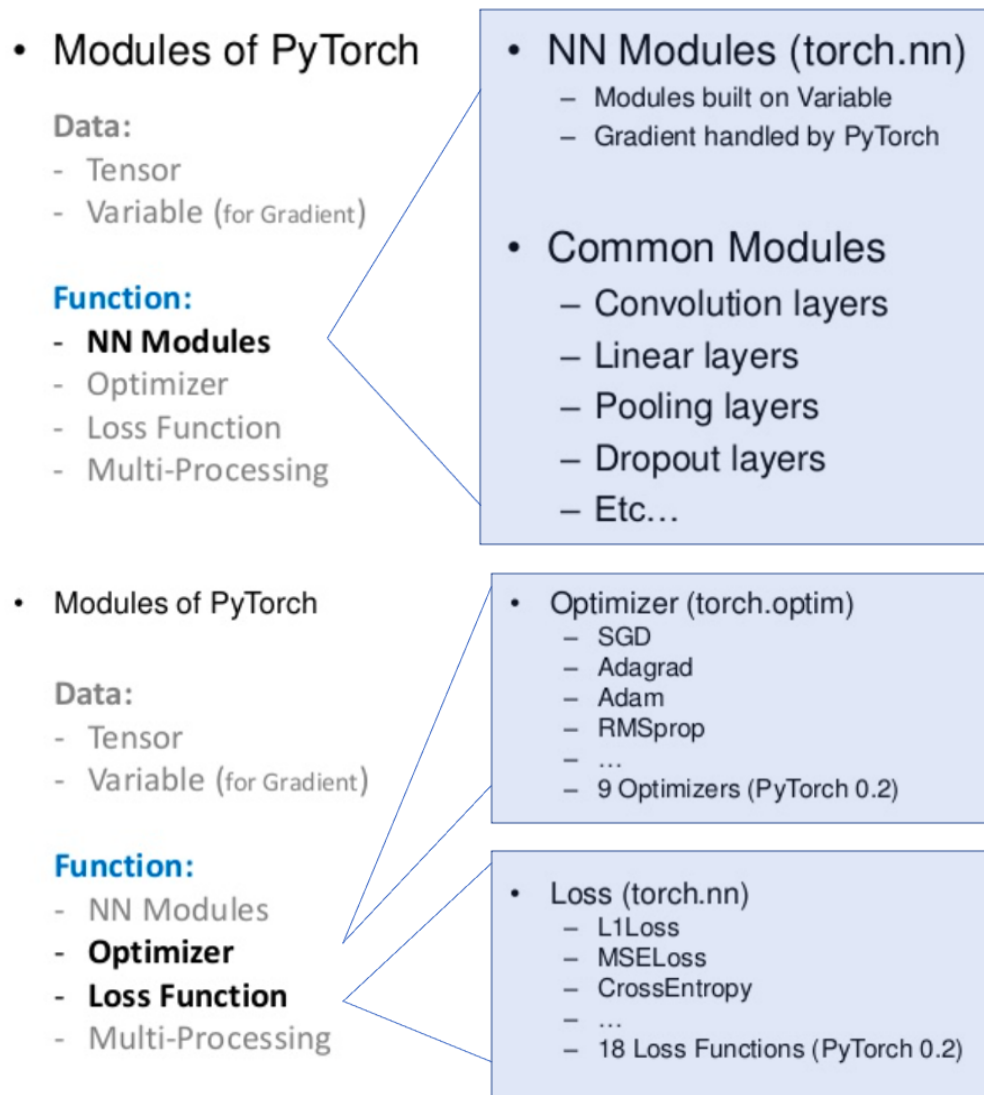 • Modules of PyTorch
Data:
- Tensor
- Variable (for Gradient)
Function:
- NN Modules
- Optimizer
- Loss Function
- Multi-Processing
• NN Modules (torch.nn)
– Modules built on Variable
– Gradient handled by PyTorch
• Common Modules
– Convolution layers
– Linear layers
– Pooling layers
– Dropout layers
– Etc…
• Modules of PyTorch
Data:
- Tensor
- Variable (for Gradient)
Function:
- NN Modules
- Optimizer
- Loss Function
- Multi-Processing
• Optimizer (torch.optim)
– SGD
– Adagrad
– Adam
– RMSprop
– …
– 9 Optimizers (PyTorch 0.2)
• Loss (torch.nn)
– L1Loss
– MSELoss
– CrossEntropy
– …
– 18 Loss Functions (PyTorch 0.2)